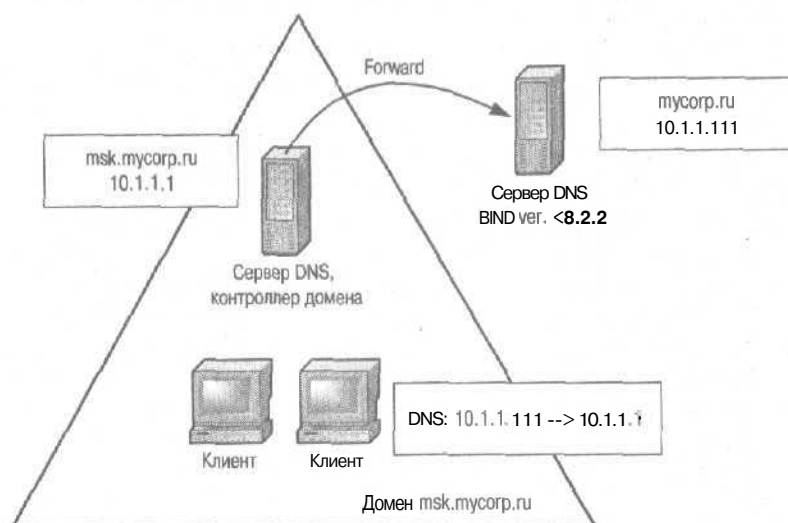 Forward
mycorp.ru
10.1.1.111
msk.mycorp.ru
10.1.1.1
Сервер DNS
BIND ver. <8.2.2
Сервер DNS,
контроллер домена
DNS: 10.1.1.111 --> 10.1.1.1
Клиент
Клиент
Домен msk.mycorp.ru